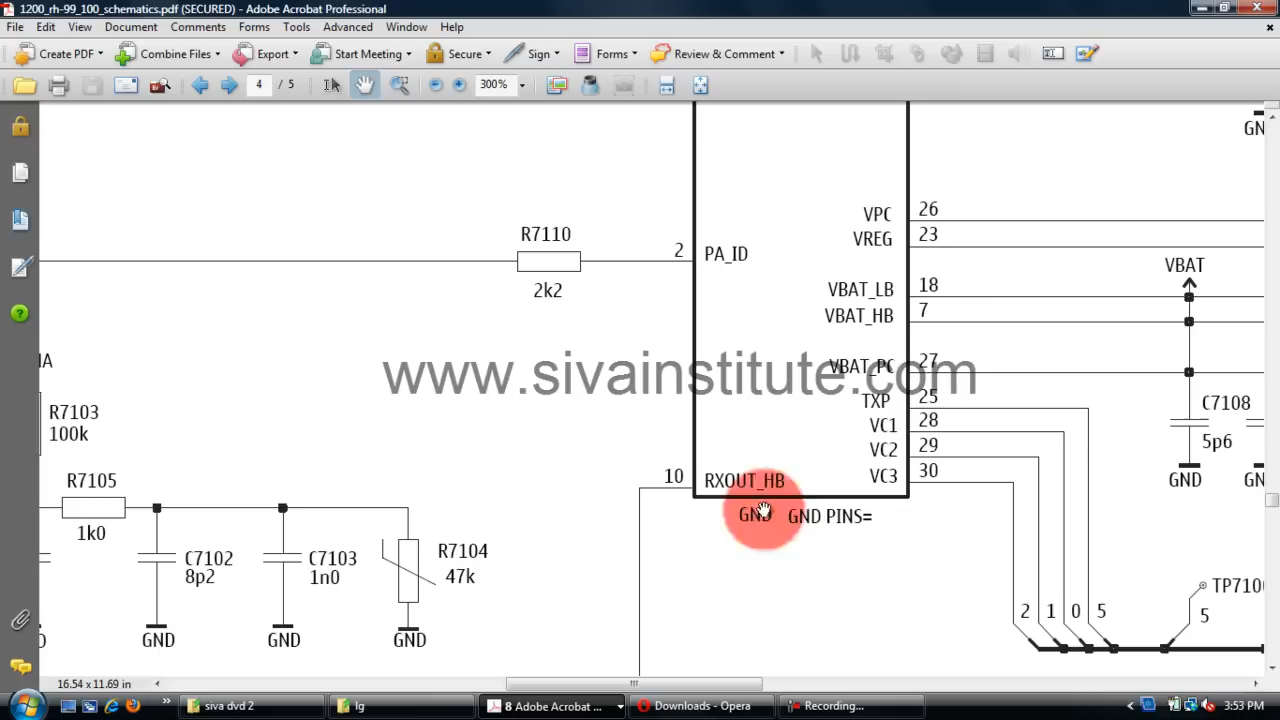 1200_rh-99_100_schematics.pdf (SECURED) - Adobe Acrobat Professional
File Edit View Document Comments Forms Tools Advanced Window Help
Create PDF Combine Files Export Start Meeting Secure Sign Forms Review & Comment
4 / 5 300%
GN
VPC 26
R7110 VREG 23
2 PA_ID
VBAT
2k2 VBAT_LB 18
VBAT_HB 7
HA
VBAT_PC 27
www.sivainstitute.com
TXP 25
R7103 C7108
100k VC1 28
5p6
VC2 29
R7105 10 RXOUT_HB VC3 30
GND GN
GND GND PINS=
1k0
C7102 C7103 R7104
8p2 1n0 47k
TP710
2 1 0 5 5
GND GND GND
16.54 x 11.69 in
siva dvd 2 lg 8 Adobe Acrobat ... Downloads - Opera Recording... 3:53 PM